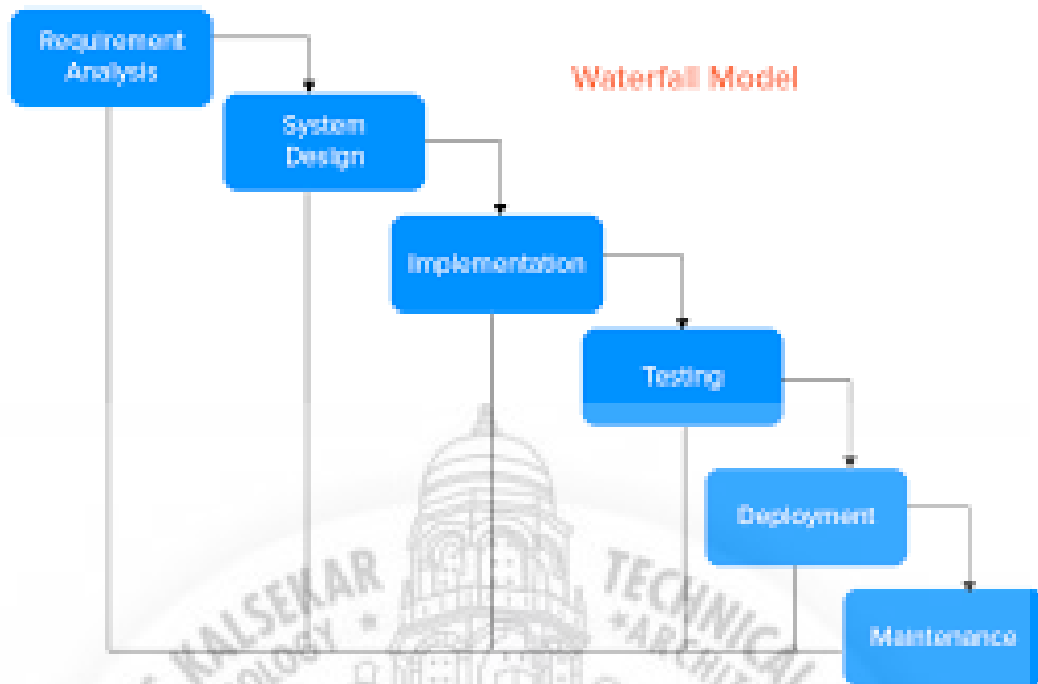 Requirement
Analysis
Waterfall Model
System
Design
Implementation
Testing
Deployment
Maintenance
KALSEKAR
TECHNICAL